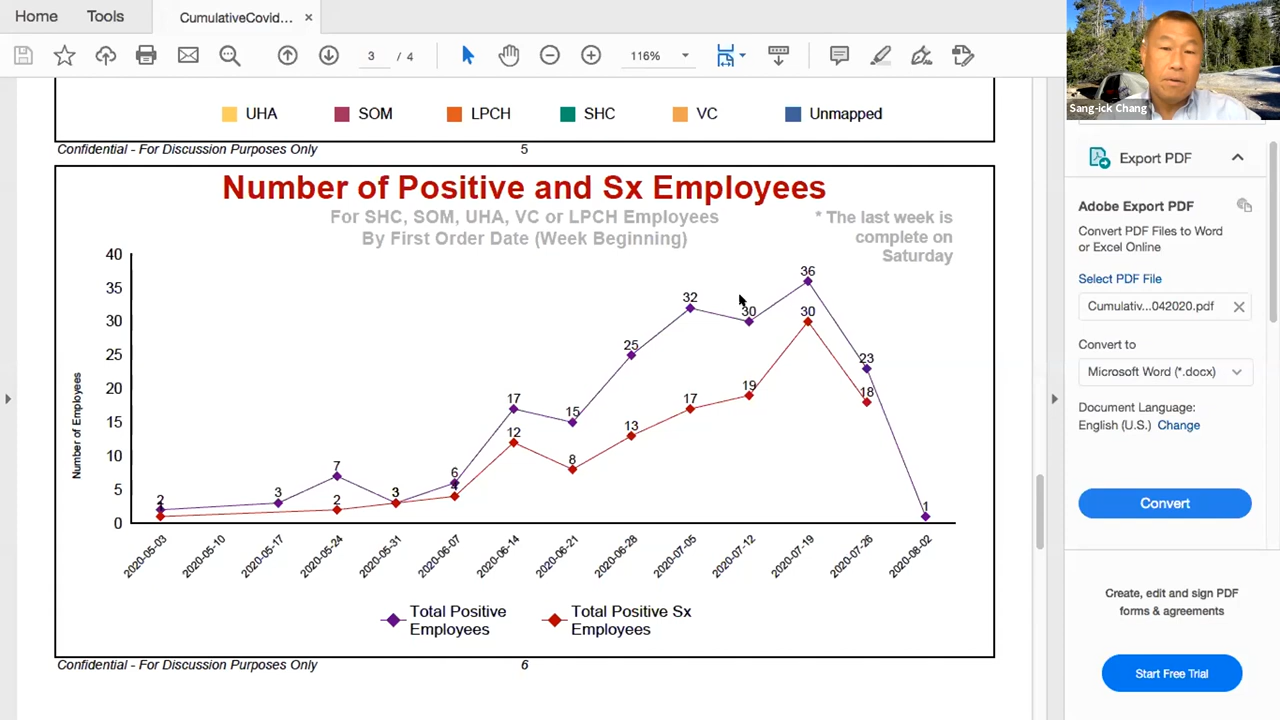 Home
Tools
CumulativeCovid...
×
3 / 4
116%
Sang-ick Chang
UHA
SOM
LPCH
SHC
VC
Unmapped
Confidential - For Discussion Purposes Only
5
Number of Positive and Sx Employees
For SHC, SOM, UHA, VC or LPCH Employees
By First Order Date (Week Beginning)
* The last week is
complete on
Saturday
Number of Employees
40
35
30
25
20
15
10
5
0
2
3
7
3
6
17
15
25
32
30
36
23
1
2
3
4
12
8
13
17
19
30
18
2020-05-03
2020-05-10
2020-05-17
2020-05-24
2020-05-31
2020-06-07
2020-06-14
2020-06-21
2020-06-28
2020-07-05
2020-07-12
2020-07-19
2020-07-26
2020-08-02
Total Positive
Employees
Total Positive Sx
Employees
Confidential - For Discussion Purposes Only
6
Export PDF
Adobe Export PDF
Convert PDF Files to Word
or Excel Online
Select PDF File
Cumulativ...042020.pdf
Convert to
Microsoft Word (*.docx)
Document Language:
English (U.S.) Change
Convert
Create, edit and sign PDF
forms & agreements
Start Free Trial